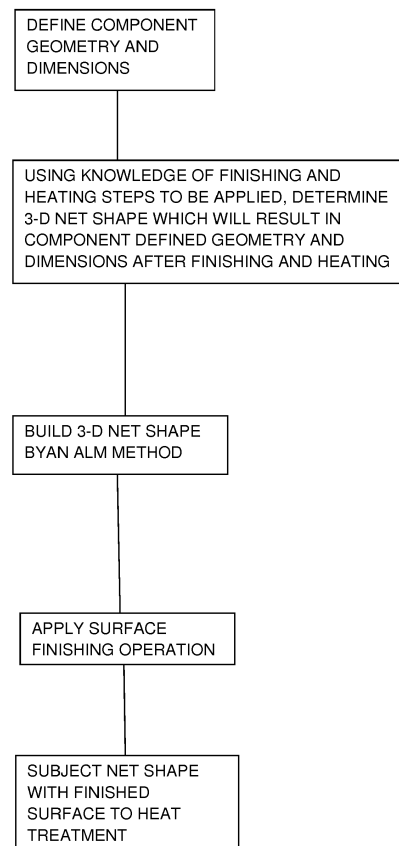 DEFINE COMPONENT
GEOMETRY AND
DIMENSIONS
USING KNOWLEDGE OF FINISHING AND
HEATING STEPS TO BE APPLIED, DETERMINE
3-D NET SHAPE WHICH WILL RESULT IN
COMPONENT DEFINED GEOMETRY AND
DIMENSIONS AFTER FINISHING AND HEATING
BUILD 3-D NET SHAPE
BYAN ALM METHOD
APPLY SURFACE
FINISHING OPERATION
SUBJECT NET SHAPE
WITH FINISHED
SURFACE TO HEAT
TREATMENT